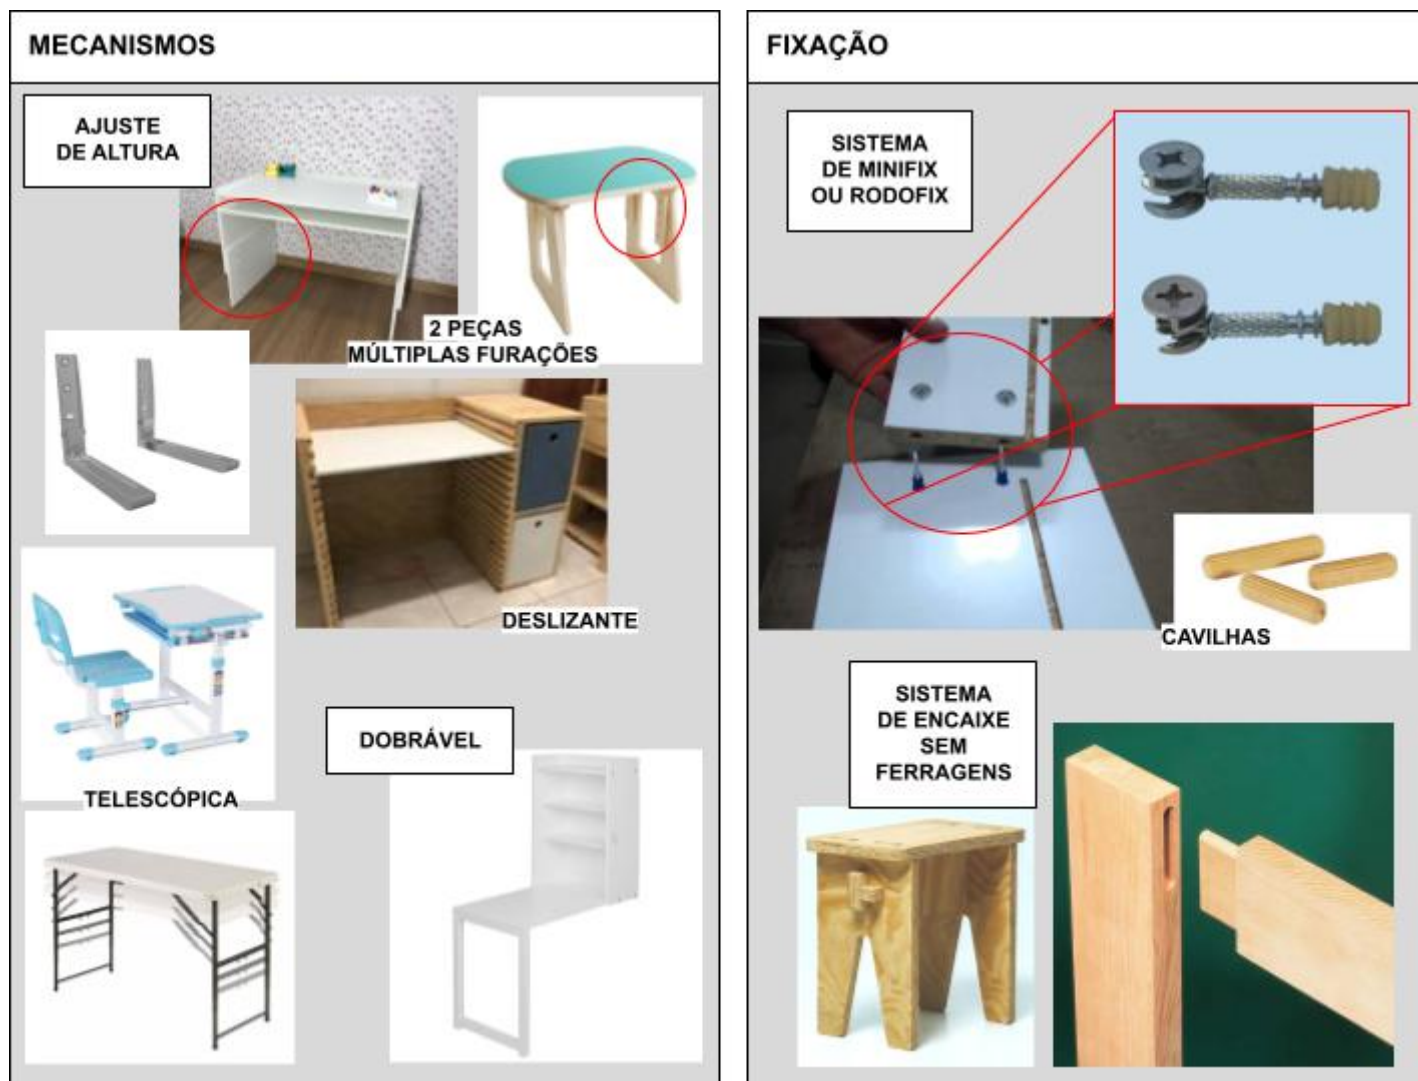 MECANISMOS
AJUSTE
DE ALTURA
2 PEÇAS
MÚLTIPLAS FURAÇÕES
DESLIZANTE
TELESCÓPICA
DOBRÁVEL
FIXAÇÃO
SISTEMA
DE MINIFIX
OU RODOFIX
CAVILHAS
SISTEMA
DE ENCAIXE
SEM
FERRAGENS